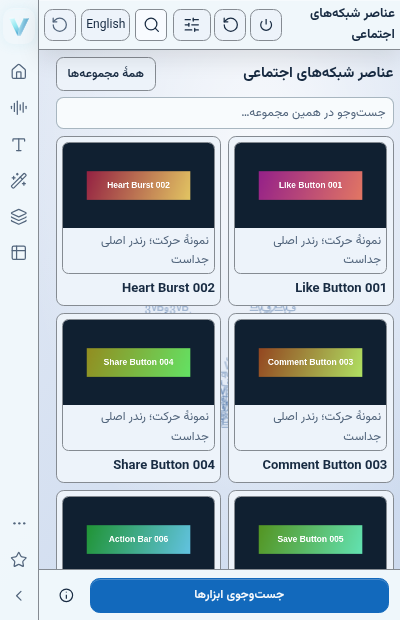 عناصر شبکه‌های
اجتماعی
English
عناصر شبکه‌های اجتماعی
همهٔ مجموعه‌ها
جست‌وجو در همین مجموعه…
Like Button 001
نمونهٔ حرکت؛ رندر اصلی
جداست
Like Button 001
Heart Burst 002
نمونهٔ حرکت؛ رندر اصلی
جداست
Heart Burst 002
Comment Button 003
نمونهٔ حرکت؛ رندر اصلی
جداست
Comment Button 003
Share Button 004
نمونهٔ حرکت؛ رندر اصلی
جداست
Share Button 004
Save Button 005
Action Bar 006
جست‌وجوی ابزارها